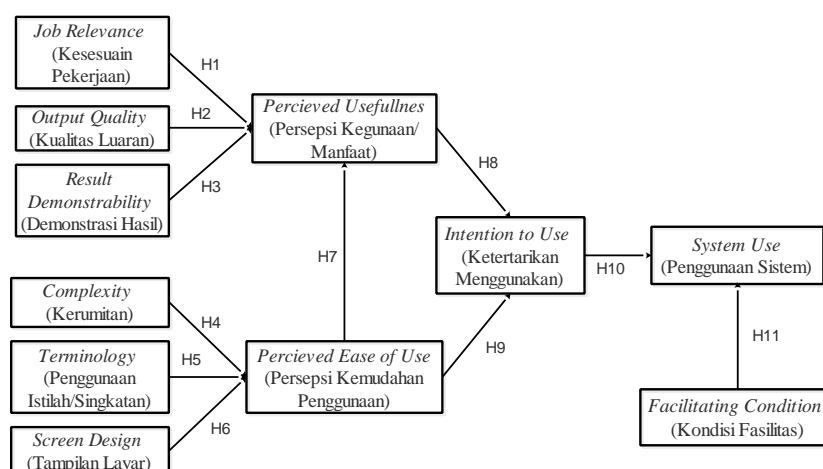 Job Relevance
(Kesesuain
Pekerjaan)
H1
Output Quality
(Kualitas Luaran)
H2
Result
Demonstrability
(Demonstrasi Hasil)
H3
Percieved Usefullnes
(Persepsi Kegunaan/
Manfaat)
H8
H7
Intention to Use
(Ketertarikan
Menggunakan)
H10
System Use
(Penggunaan Sistem)
Complexity
(Kerumitan)
H4
Terminology
(Penggunaan
Istilah/Singkatan)
H5
Screen Design
(Tampilan Layar)
H6
Percieved Ease of Use
(Persepsi Kemudahan
Penggunaan)
H9
H11
Facilitating Condition
(Kondisi Fasilitas)